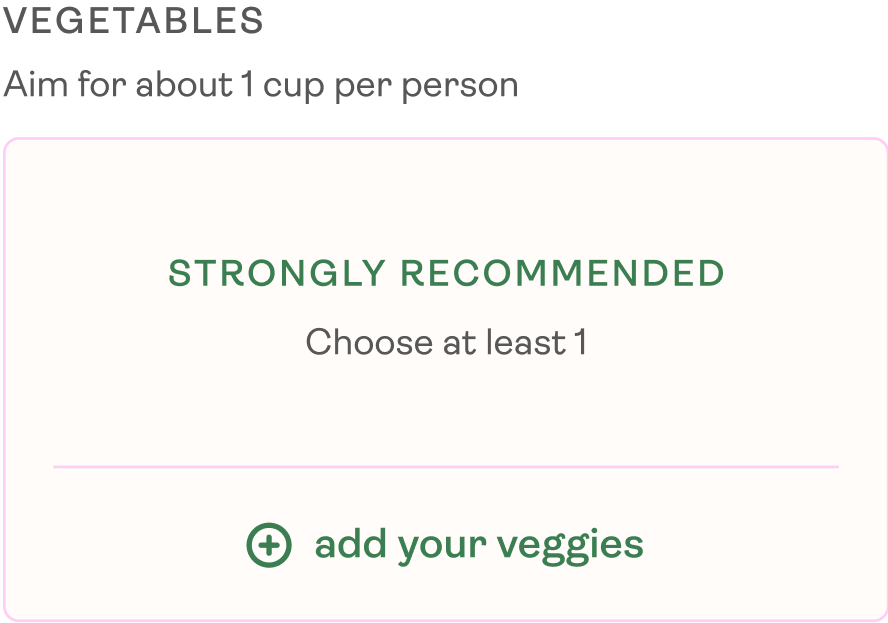 VEGETABLES
Aim for about 1 cup per person
STRONGLY RECOMMENDED
Choose at least 1
add your veggies